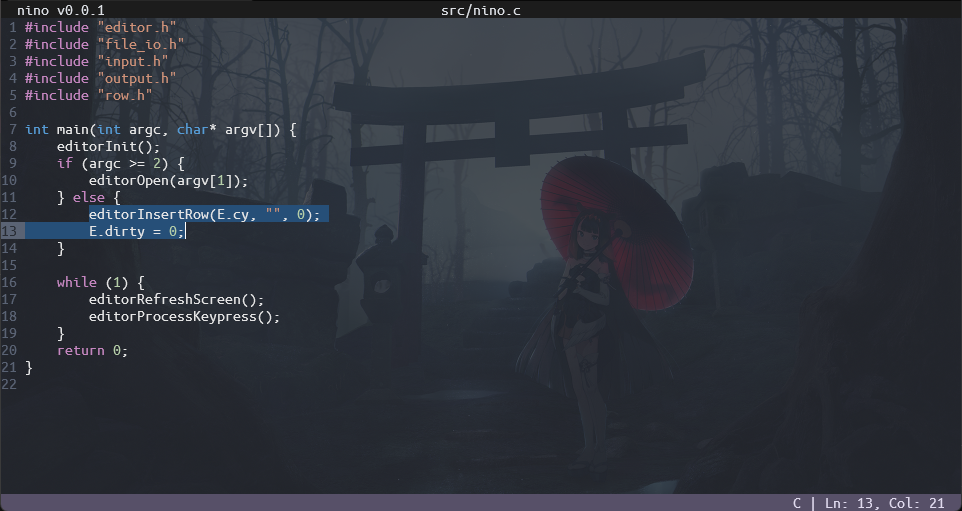 nino v0.0.1 src/nino.c
1 #include "editor.h"
2 #include "file_io.h"
3 #include "input.h"
4 #include "output.h"
5 #include "row.h"
6
7 int main(int argc, char* argv[]) {
8     editorInit();
9     if (argc >= 2) {
10         editorOpen(argv[1]);
11     } else {
12         editorInsertRow(E.cy, "", 0);
13         E.dirty = 0;
14     }
15
16     while (1) {
17         editorRefreshScreen();
18         editorProcessKeypress();
19     }
20     return 0;
21 }
22
C | Ln: 13, Col: 21